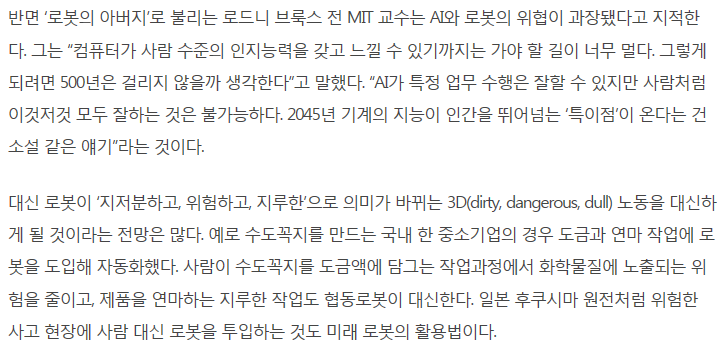 반면 ‘로봇의 아버지’로 불리는 로드니 브룩스 전 MIT 교수는 AI와 로봇의 위협이 과장됐다고 지적한
다. 그는 “컴퓨터가 사람 수준의 인지능력을 갖고 느낄 수 있기까지는 가야 할 길이 너무 멀다. 그렇게
되려면 500년은 걸리지 않을까 생각한다”고 말했다. “AI가 특정 업무 수행은 잘할 수 있지만 사람처럼
이것저것 모두 잘하는 것은 불가능하다. 2045년 기계의 지능이 인간을 뛰어넘는 ‘특이점’이 온다는 건
소설 같은 얘기”라는 것이다.
대신 로봇이 ‘지저분하고, 위험하고, 지루한’으로 의미가 바뀌는 3D(dirty, dangerous, dull) 노동을 대신하
게 될 것이라는 전망은 많다. 예로 수도꼭지를 만드는 국내 한 중소기업의 경우 도금과 연마 작업에 로
봇을 도입해 자동화했다. 사람이 수도꼭지를 도금액에 담그는 작업과정에서 화학물질에 노출되는 위
험을 줄이고, 제품을 연마하는 지루한 작업도 협동로봇이 대신한다. 일본 후쿠시마 원전처럼 위험한
사고 현장에 사람 대신 로봇을 투입하는 것도 미래 로봇의 활용법이다.